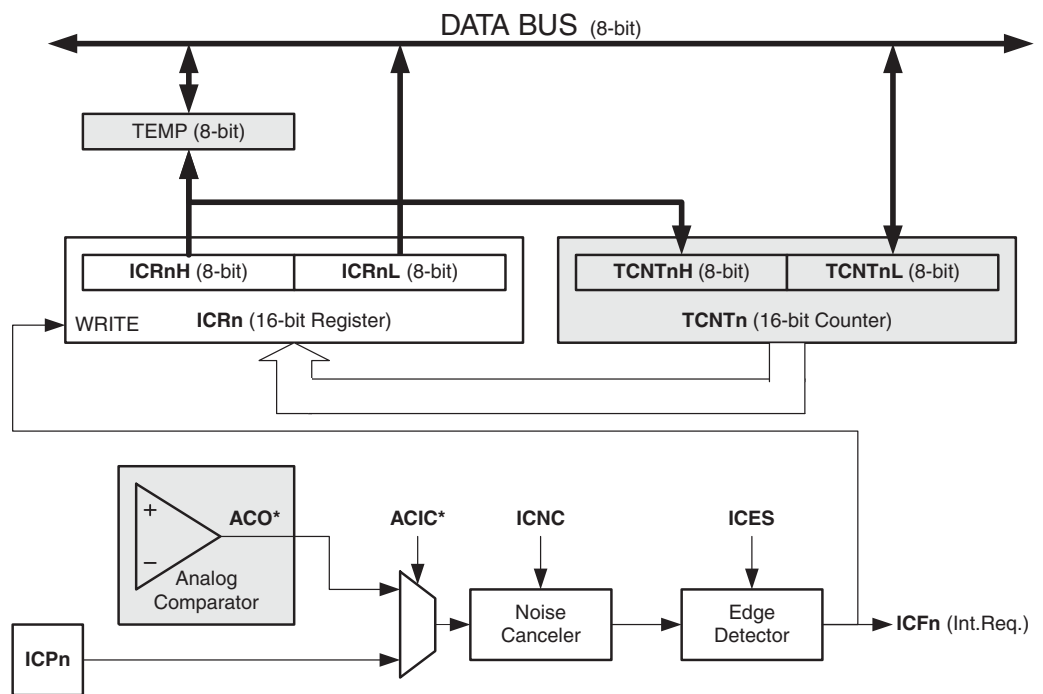 DATA BUS (8-bit)
TEMP (8-bit)
ICRnH (8-bit)
ICRnL (8-bit)
TCNTnH (8-bit)
TCNTnL (8-bit)
WRITE
ICRn (16-bit Register)
TCNTn (16-bit Counter)
+
−
ACO*
Analog
Comparator
ACIC*
ICNC
ICES
Noise
Canceler
Edge
Detector
ICFn (Int.Req.)
ICPn